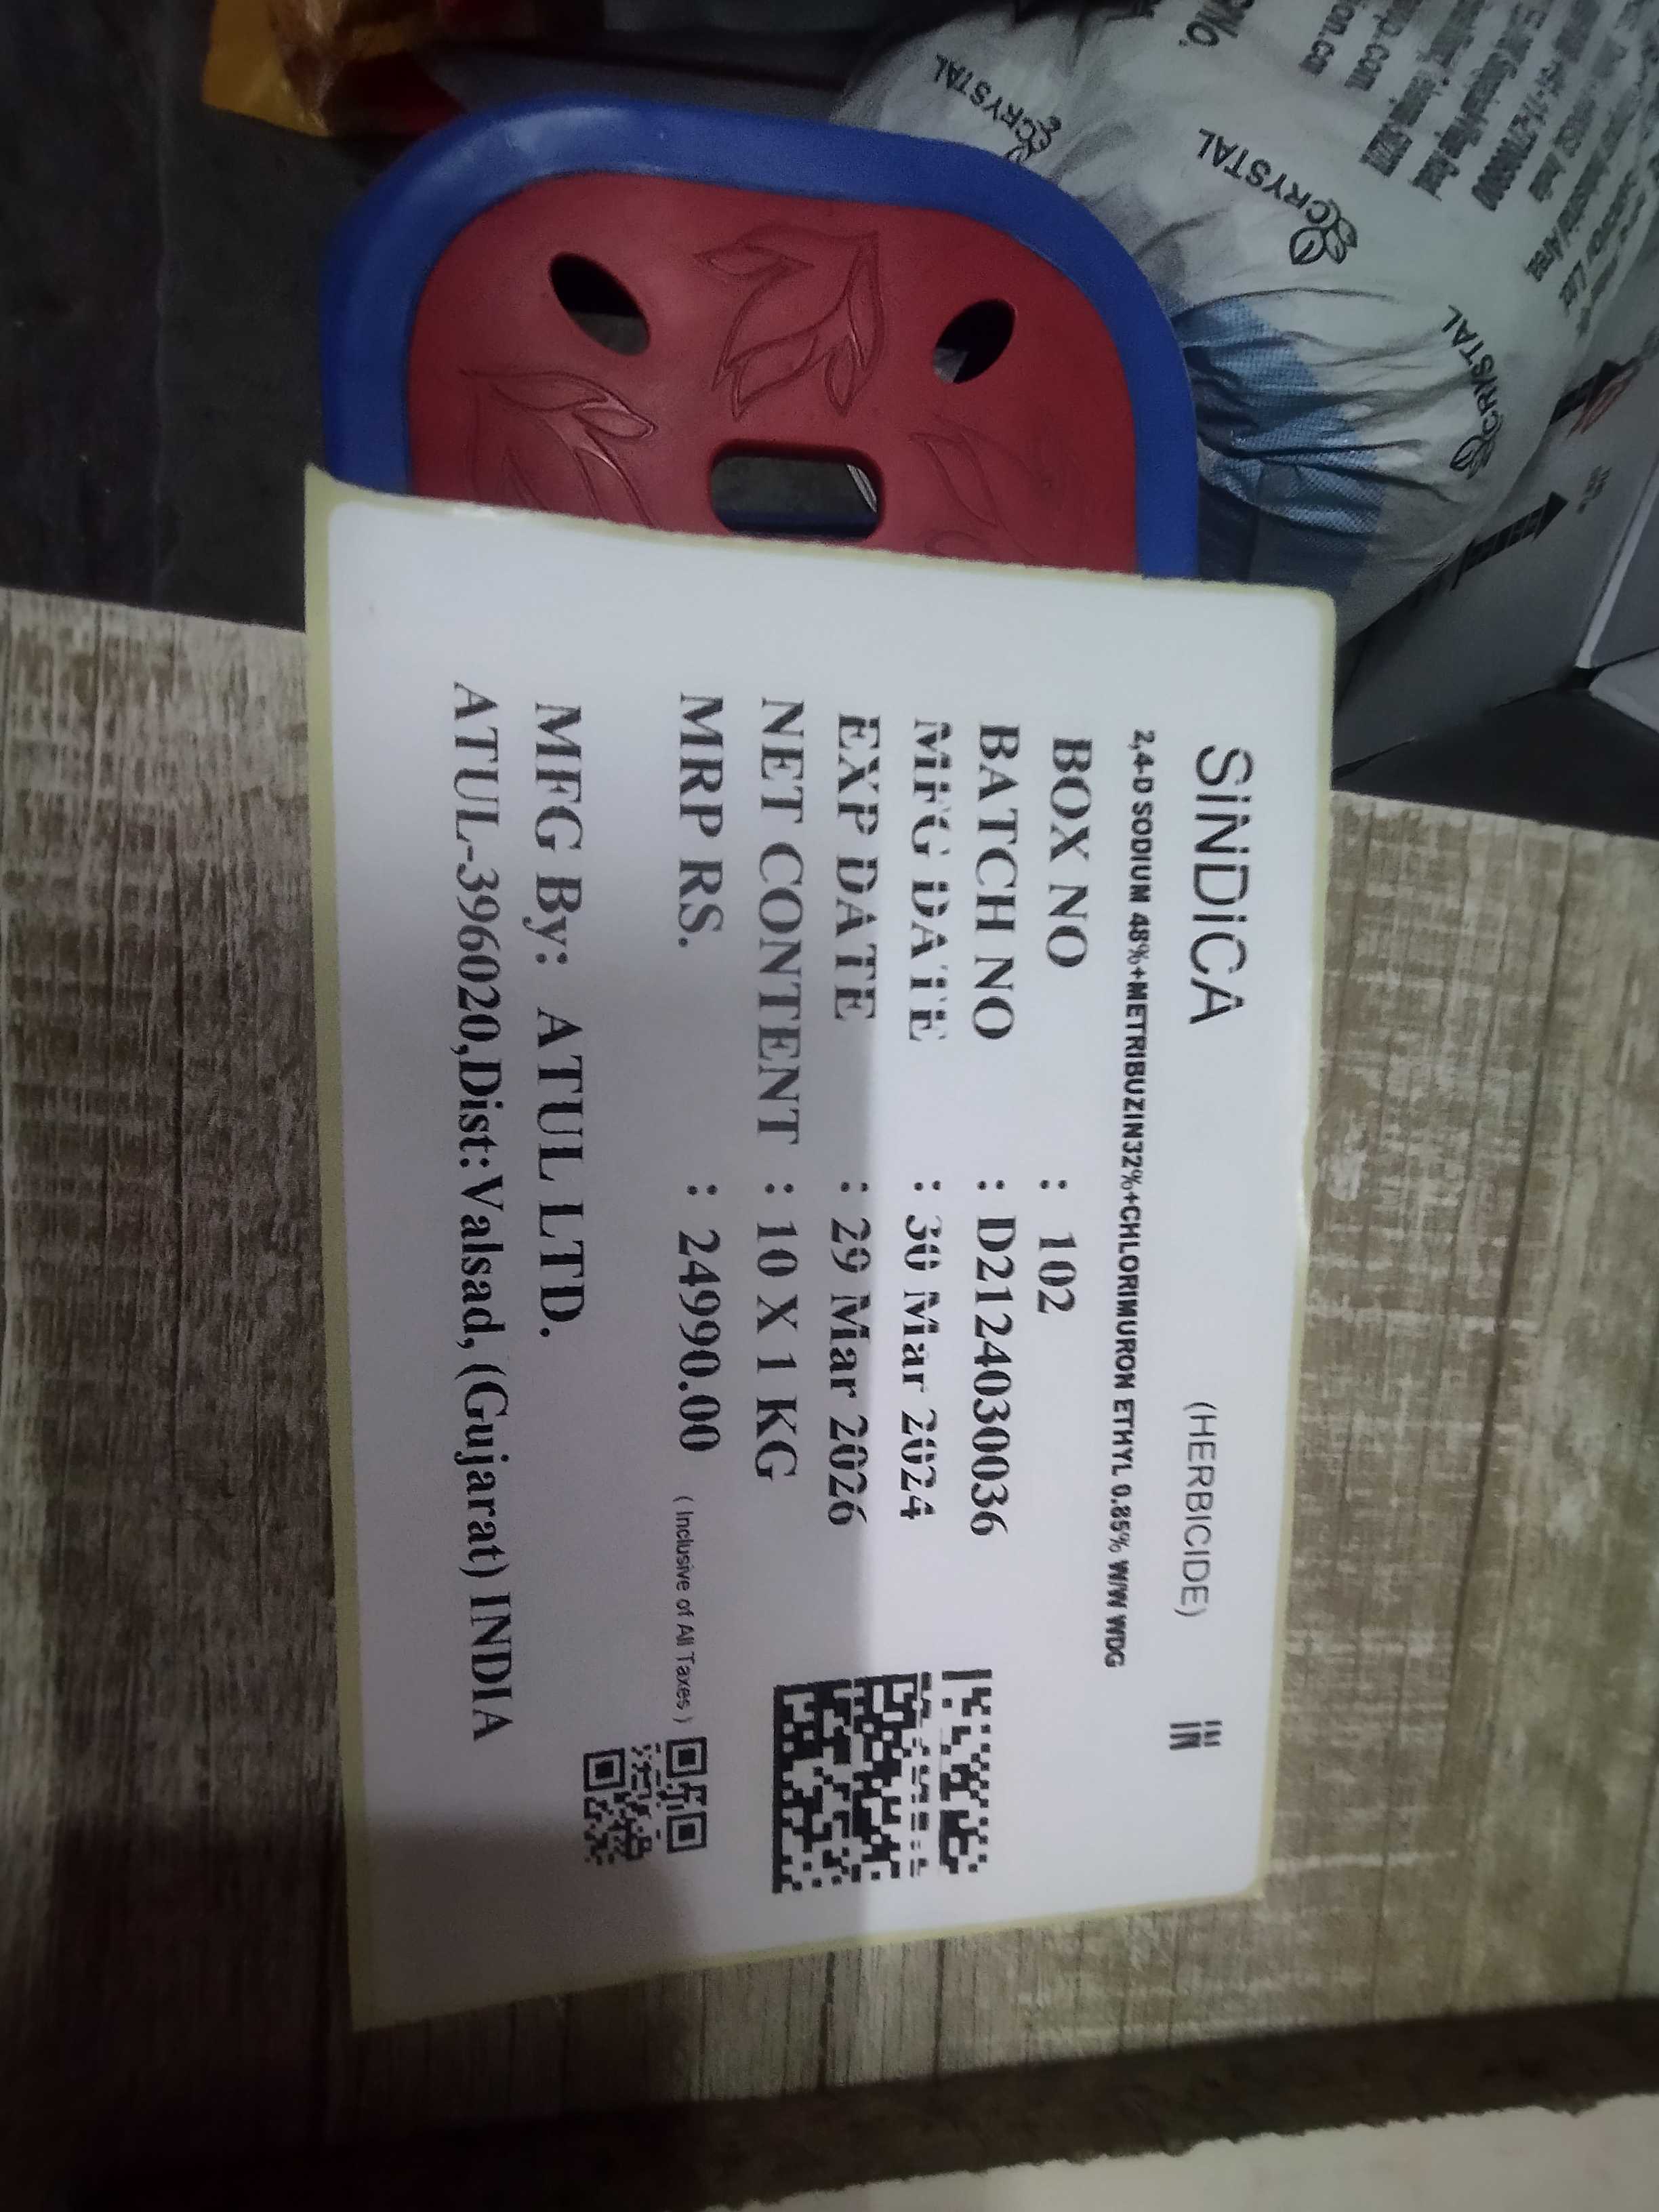 SiNDiCA (HERBICIDE)
2,4-D SODIUM 48%+METRIBUZIN32%+CHLORIMURON ETHYL 0.85% W/W WDG
BOX NO : 102
BATCH NO : D2124030036
MFG DATE : 30 Mar 2024
EXP DATE : 29 Mar 2026
NET CONTENT : 10 X 1 KG
MRP RS. : 24990.00 ( Inclusive of All Taxes )
MFG By: ATUL LTD.
ATUL-396020,Dist:Valsad, (Gujarat) INDIA
CRYSTAL
CRYSTAL
CRYSTAL